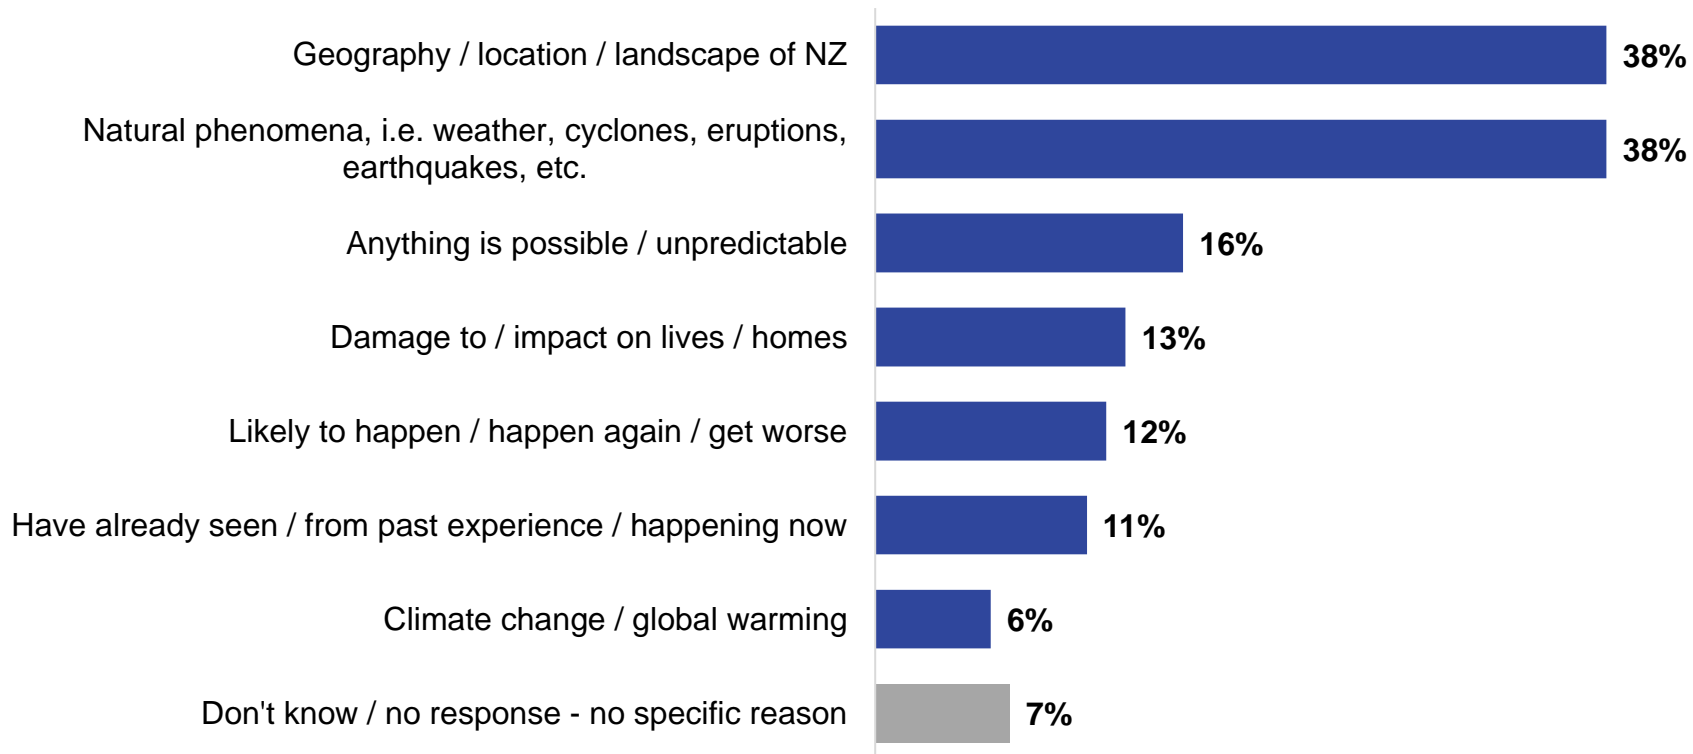 Geography / location / landscape of NZ
38%
Natural phenomena, i.e. weather, cyclones, eruptions,
earthquakes, etc.
38%
Anything is possible / unpredictable
16%
Damage to / impact on lives / homes
13%
Likely to happen / happen again / get worse
12%
Have already seen / from past experience / happening now
11%
Climate change / global warming
6%
Don't know / no response - no specific reason
7%